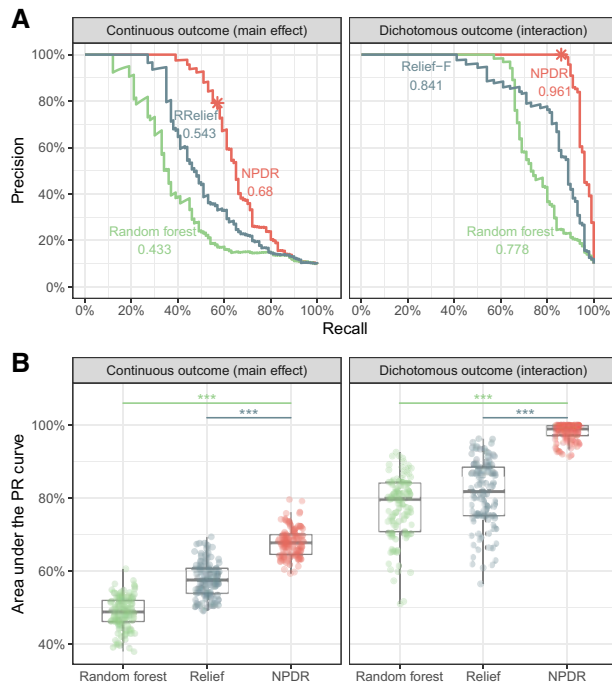 A
Continuous outcome (main effect)
Dichotomous outcome (interaction)
Precision
100%
80%
60%
40%
20%
0%
RRelief
0.543
NPDR
0.68
Random forest
0.433
Relief−F
0.841
NPDR
0.961
Random forest
0.778
0% 20% 40% 60% 80% 100%
0% 20% 40% 60% 80% 100%
Recall
B
Continuous outcome (main effect)
Dichotomous outcome (interaction)
Area under the PR curve
100%
80%
60%
40%
***
***
***
***
Random forest Relief NPDR
Random forest Relief NPDR